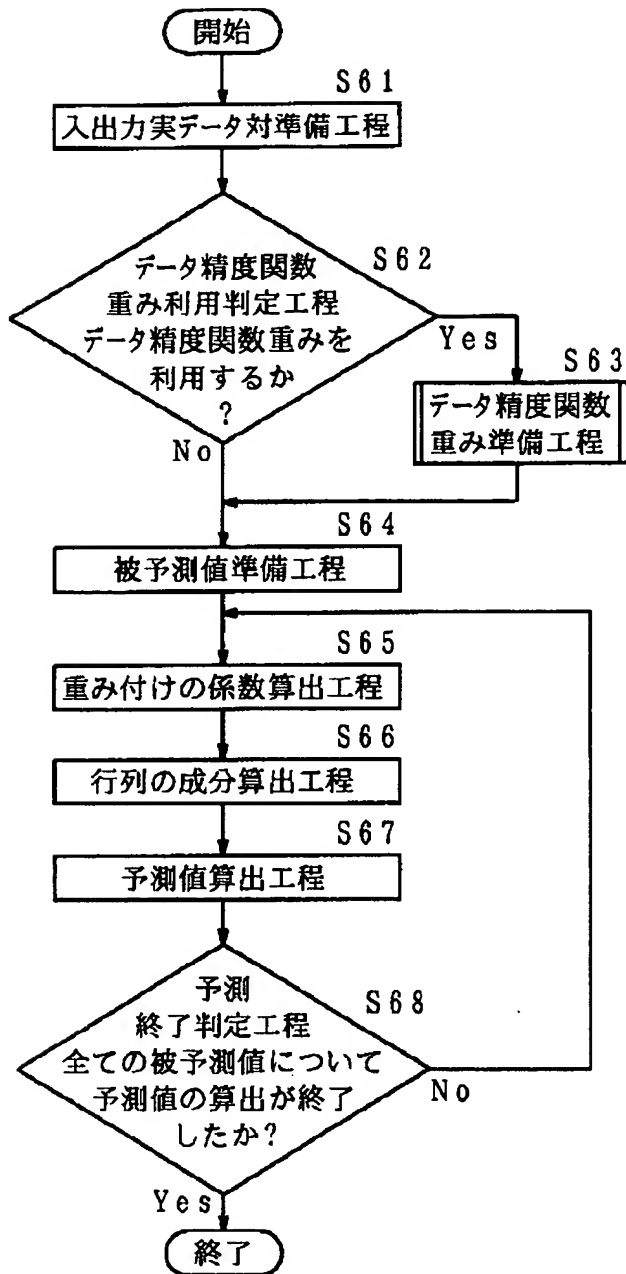 開始
S61
入出力実データ対準備工程
S62
データ精度関数
重み利用判定工程
データ精度関数重みを
利用するか
?
Yes
No
S63
データ精度関数
重み準備工程
S64
被予測値準備工程
S65
重み付けの係数算出工程
S66
行列の成分算出工程
S67
予測値算出工程
S68
予測
終了判定工程
全ての被予測値について
予測値の算出が終了
したか?
No
Yes
終了